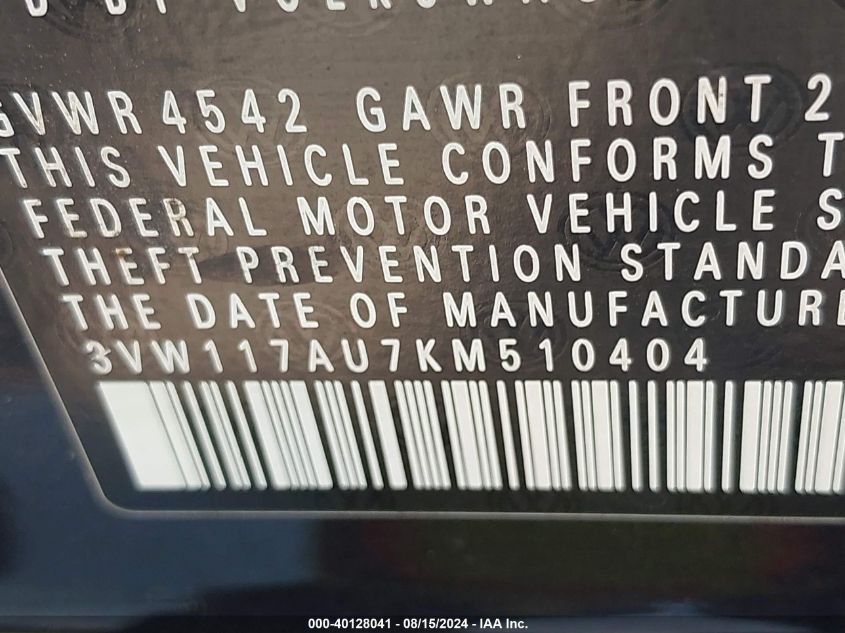 GVWR 4542 GAWR FRONT 2
THIS VEHICLE CONFORMS T
FEDERAL MOTOR VEHICLE S
THEFT PREVENTION STANDA
THE DATE OF MANUFACTURE
3VW117AU7KM510404
000-40128041 - 08/15/2024 - IAA Inc.